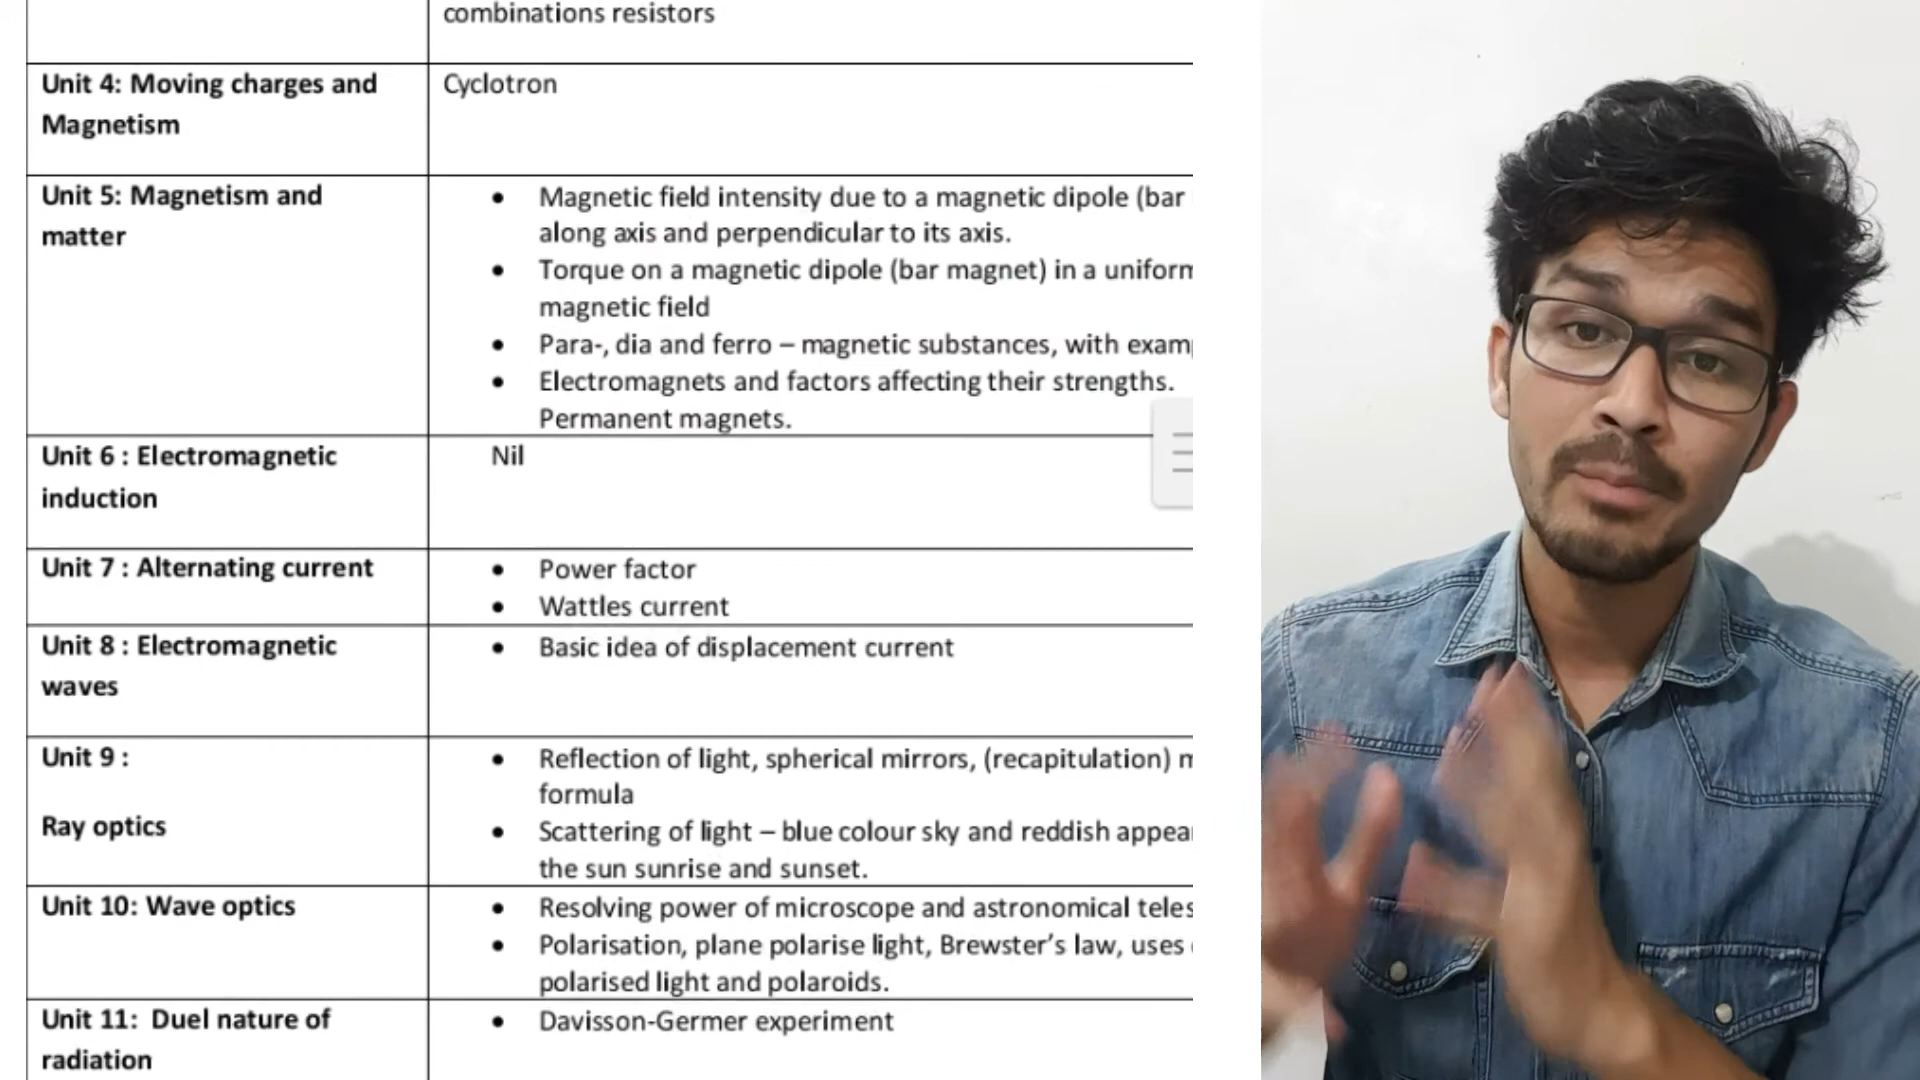 combinations resistors
Unit 4: Moving charges and
Magnetism
Cyclotron
Unit 5: Magnetism and
matter
• Magnetic field intensity due to a magnetic dipole (bar
along axis and perpendicular to its axis.
• Torque on a magnetic dipole (bar magnet) in a uniform
magnetic field
• Para-, dia and ferro – magnetic substances, with
• Electromagnets and factors affecting their strengths.
Permanent magnets.
Unit 6 : Electromagnetic
induction
Nil
Unit 7 : Alternating current
• Power factor
• Wattles current
Unit 8 : Electromagnetic
waves
• Basic idea of displacement current
Unit 9 :
Ray optics
• Reflection of light, spherical mirrors, (recapitulation)
formula
• Scattering of light – blue colour sky and reddish
the sun sunrise and sunset.
Unit 10: Wave optics
• Resolving power of microscope and astronomical
• Polarisation, plane polarise light, Brewster’s law, uses
polarised light and polaroids.
Unit 11: Duel nature of
radiation
• Davisson-Germer experiment